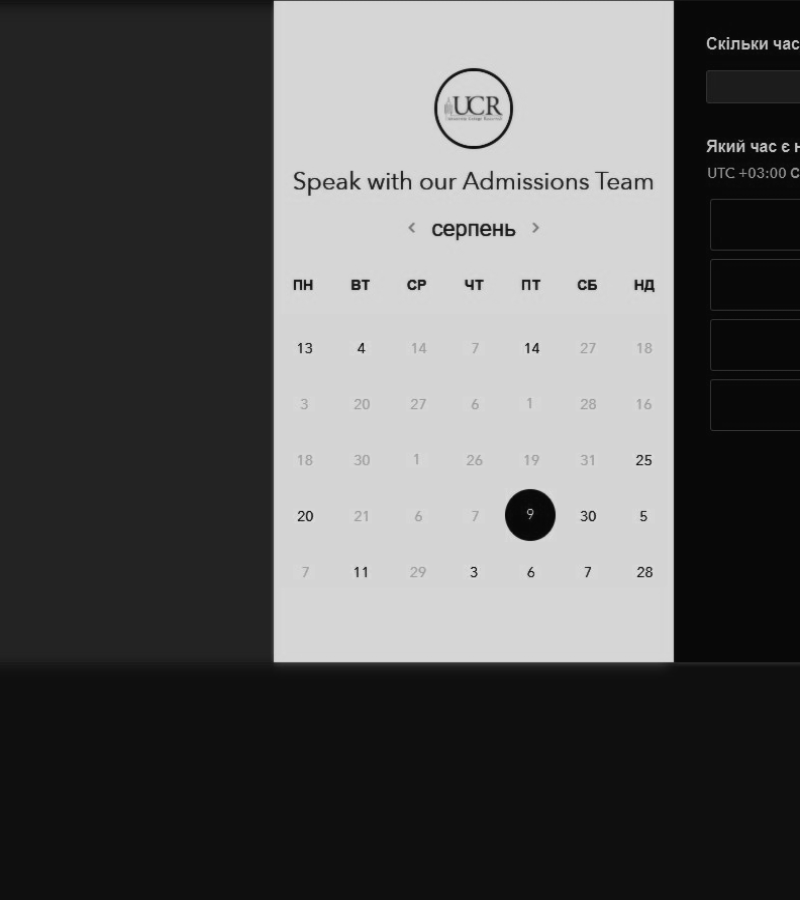 UCR
Speak with our Admissions Team
серпень
ПН ВТ СР ЧТ ПТ СБ НД
13 4 14 7 14 27 18
3 20 27 6 1 28 16
18 30 1 26 19 31 25
20 21 6 7 9 30 5
7 11 29 3 6 7 28
Скільки час
Який час є н
UTC +03:00 С